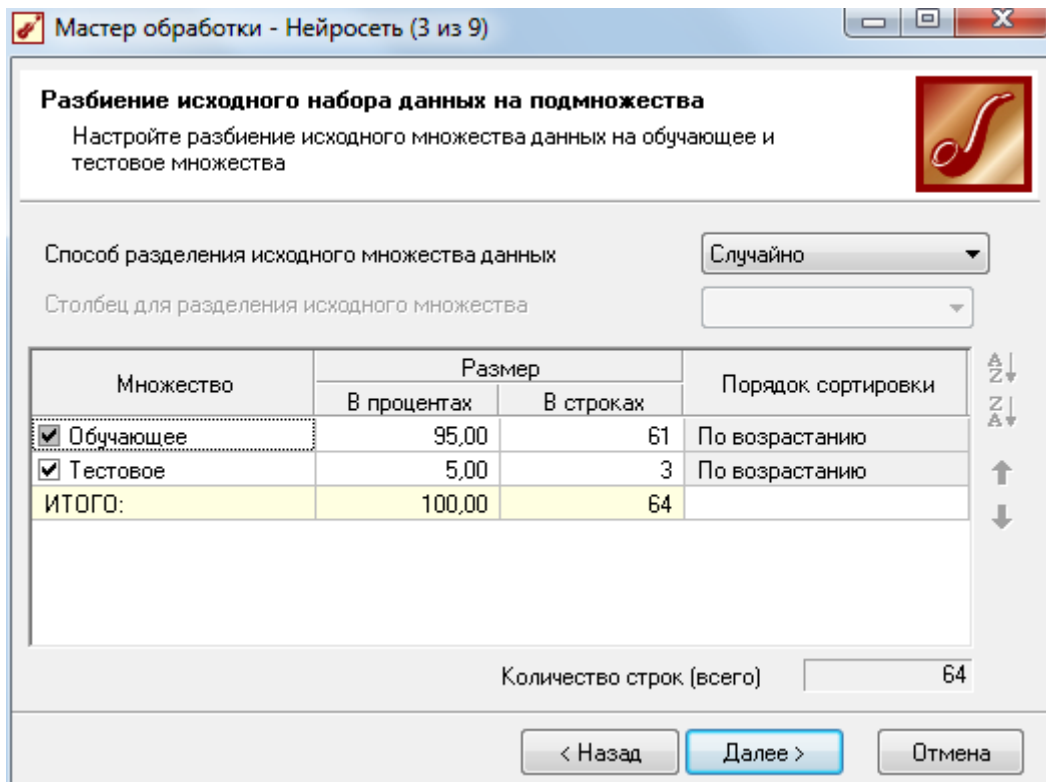 Мастер обработки - Нейросеть (3 из 9)
Разбиение исходного набора данных на подмножества
Настройте разбиение исходного множества данных на обучающее и
тестовое множества
Способ разделения исходного множества данных
Случайно
Столбец для разделения исходного множества
Множество
Размер
Порядок сортировки
В процентах В строках
Обучающее 95,00 61 По возрастанию
Тестовое 5,00 3 По возрастанию
ИТОГО: 100,00 64
Количество строк (всего) 64
< Назад Далее > Отмена